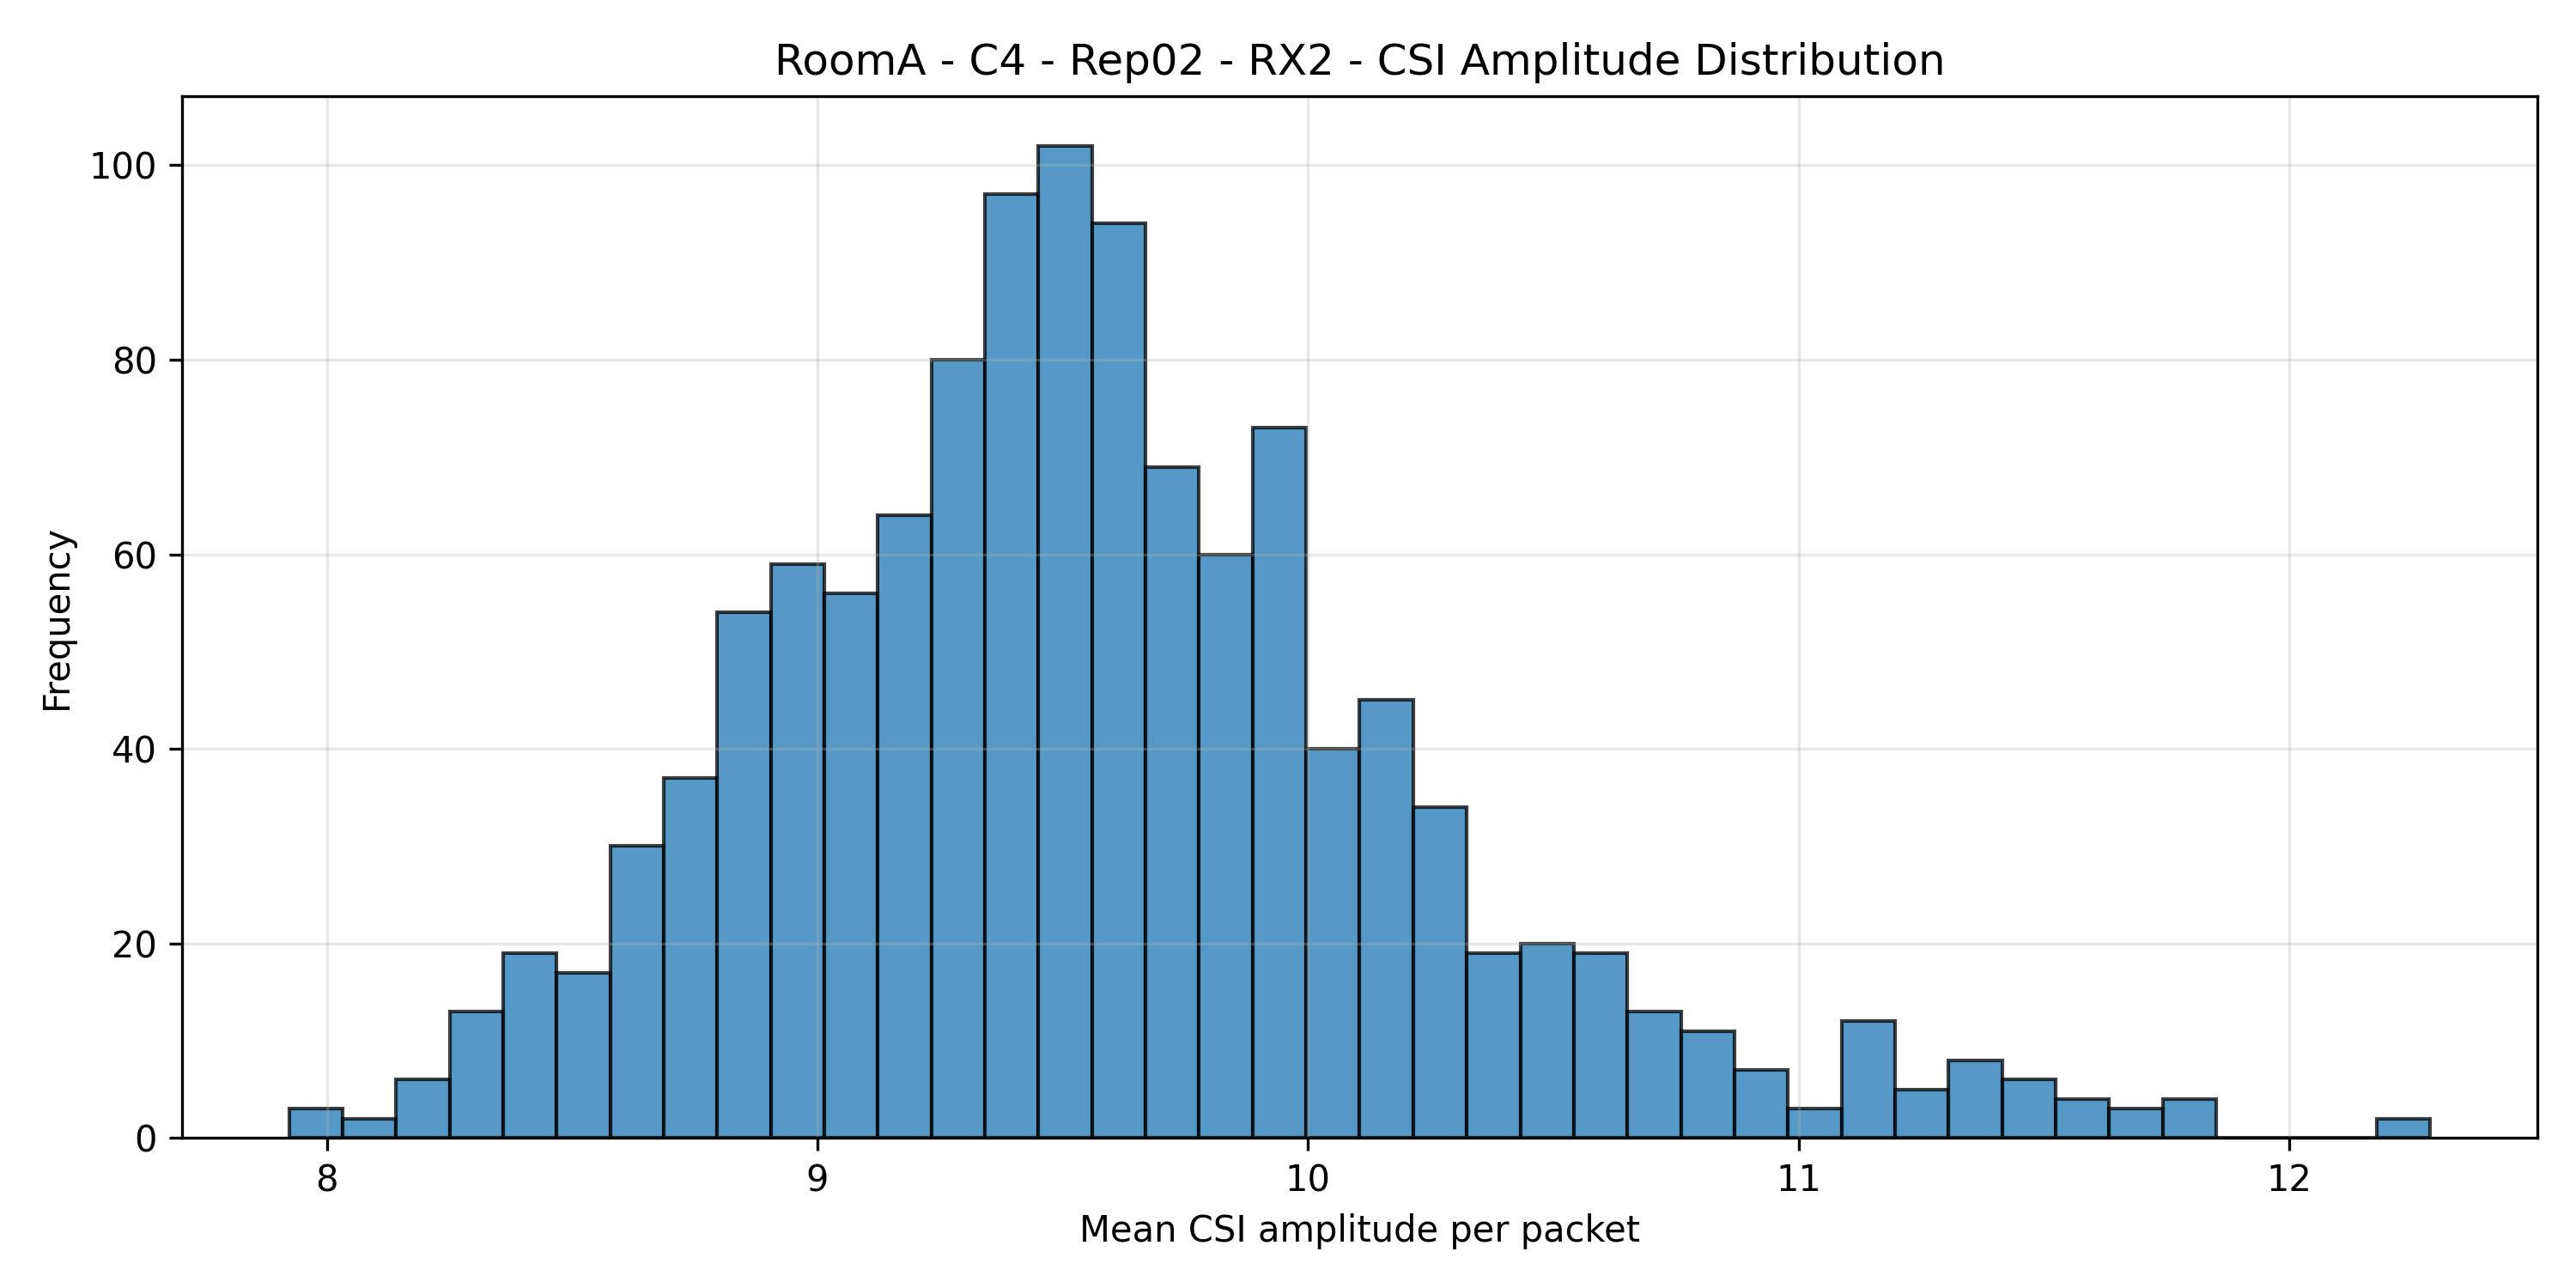 RoomA - C4 - Rep02 - RX2 - CSI Amplitude Distribution
100
80
60
40
20
0
Frequency
8 9 10 11 12
Mean CSI amplitude per packet